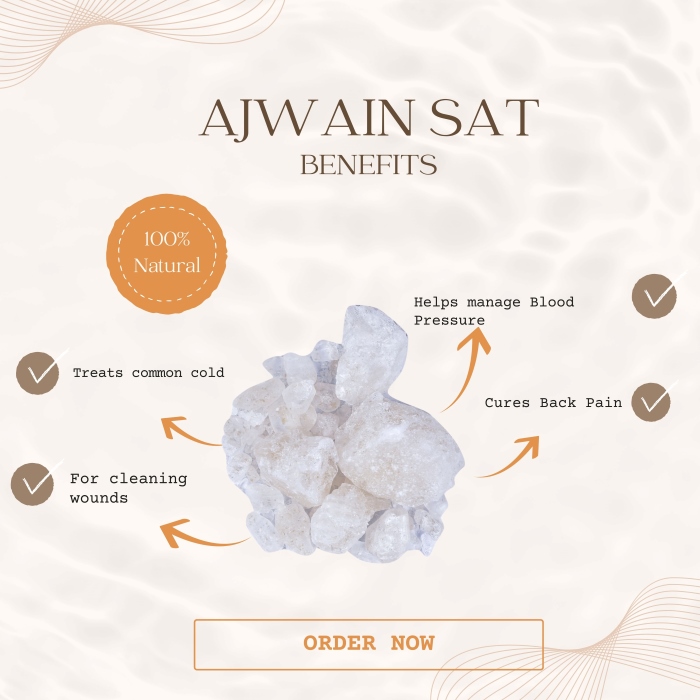 AJWAIN SAT
BENEFITS
100%
Natural
Helps manage Blood
Pressure
Treats common cold
Cures Back Pain
For cleaning
wounds
ORDER NOW